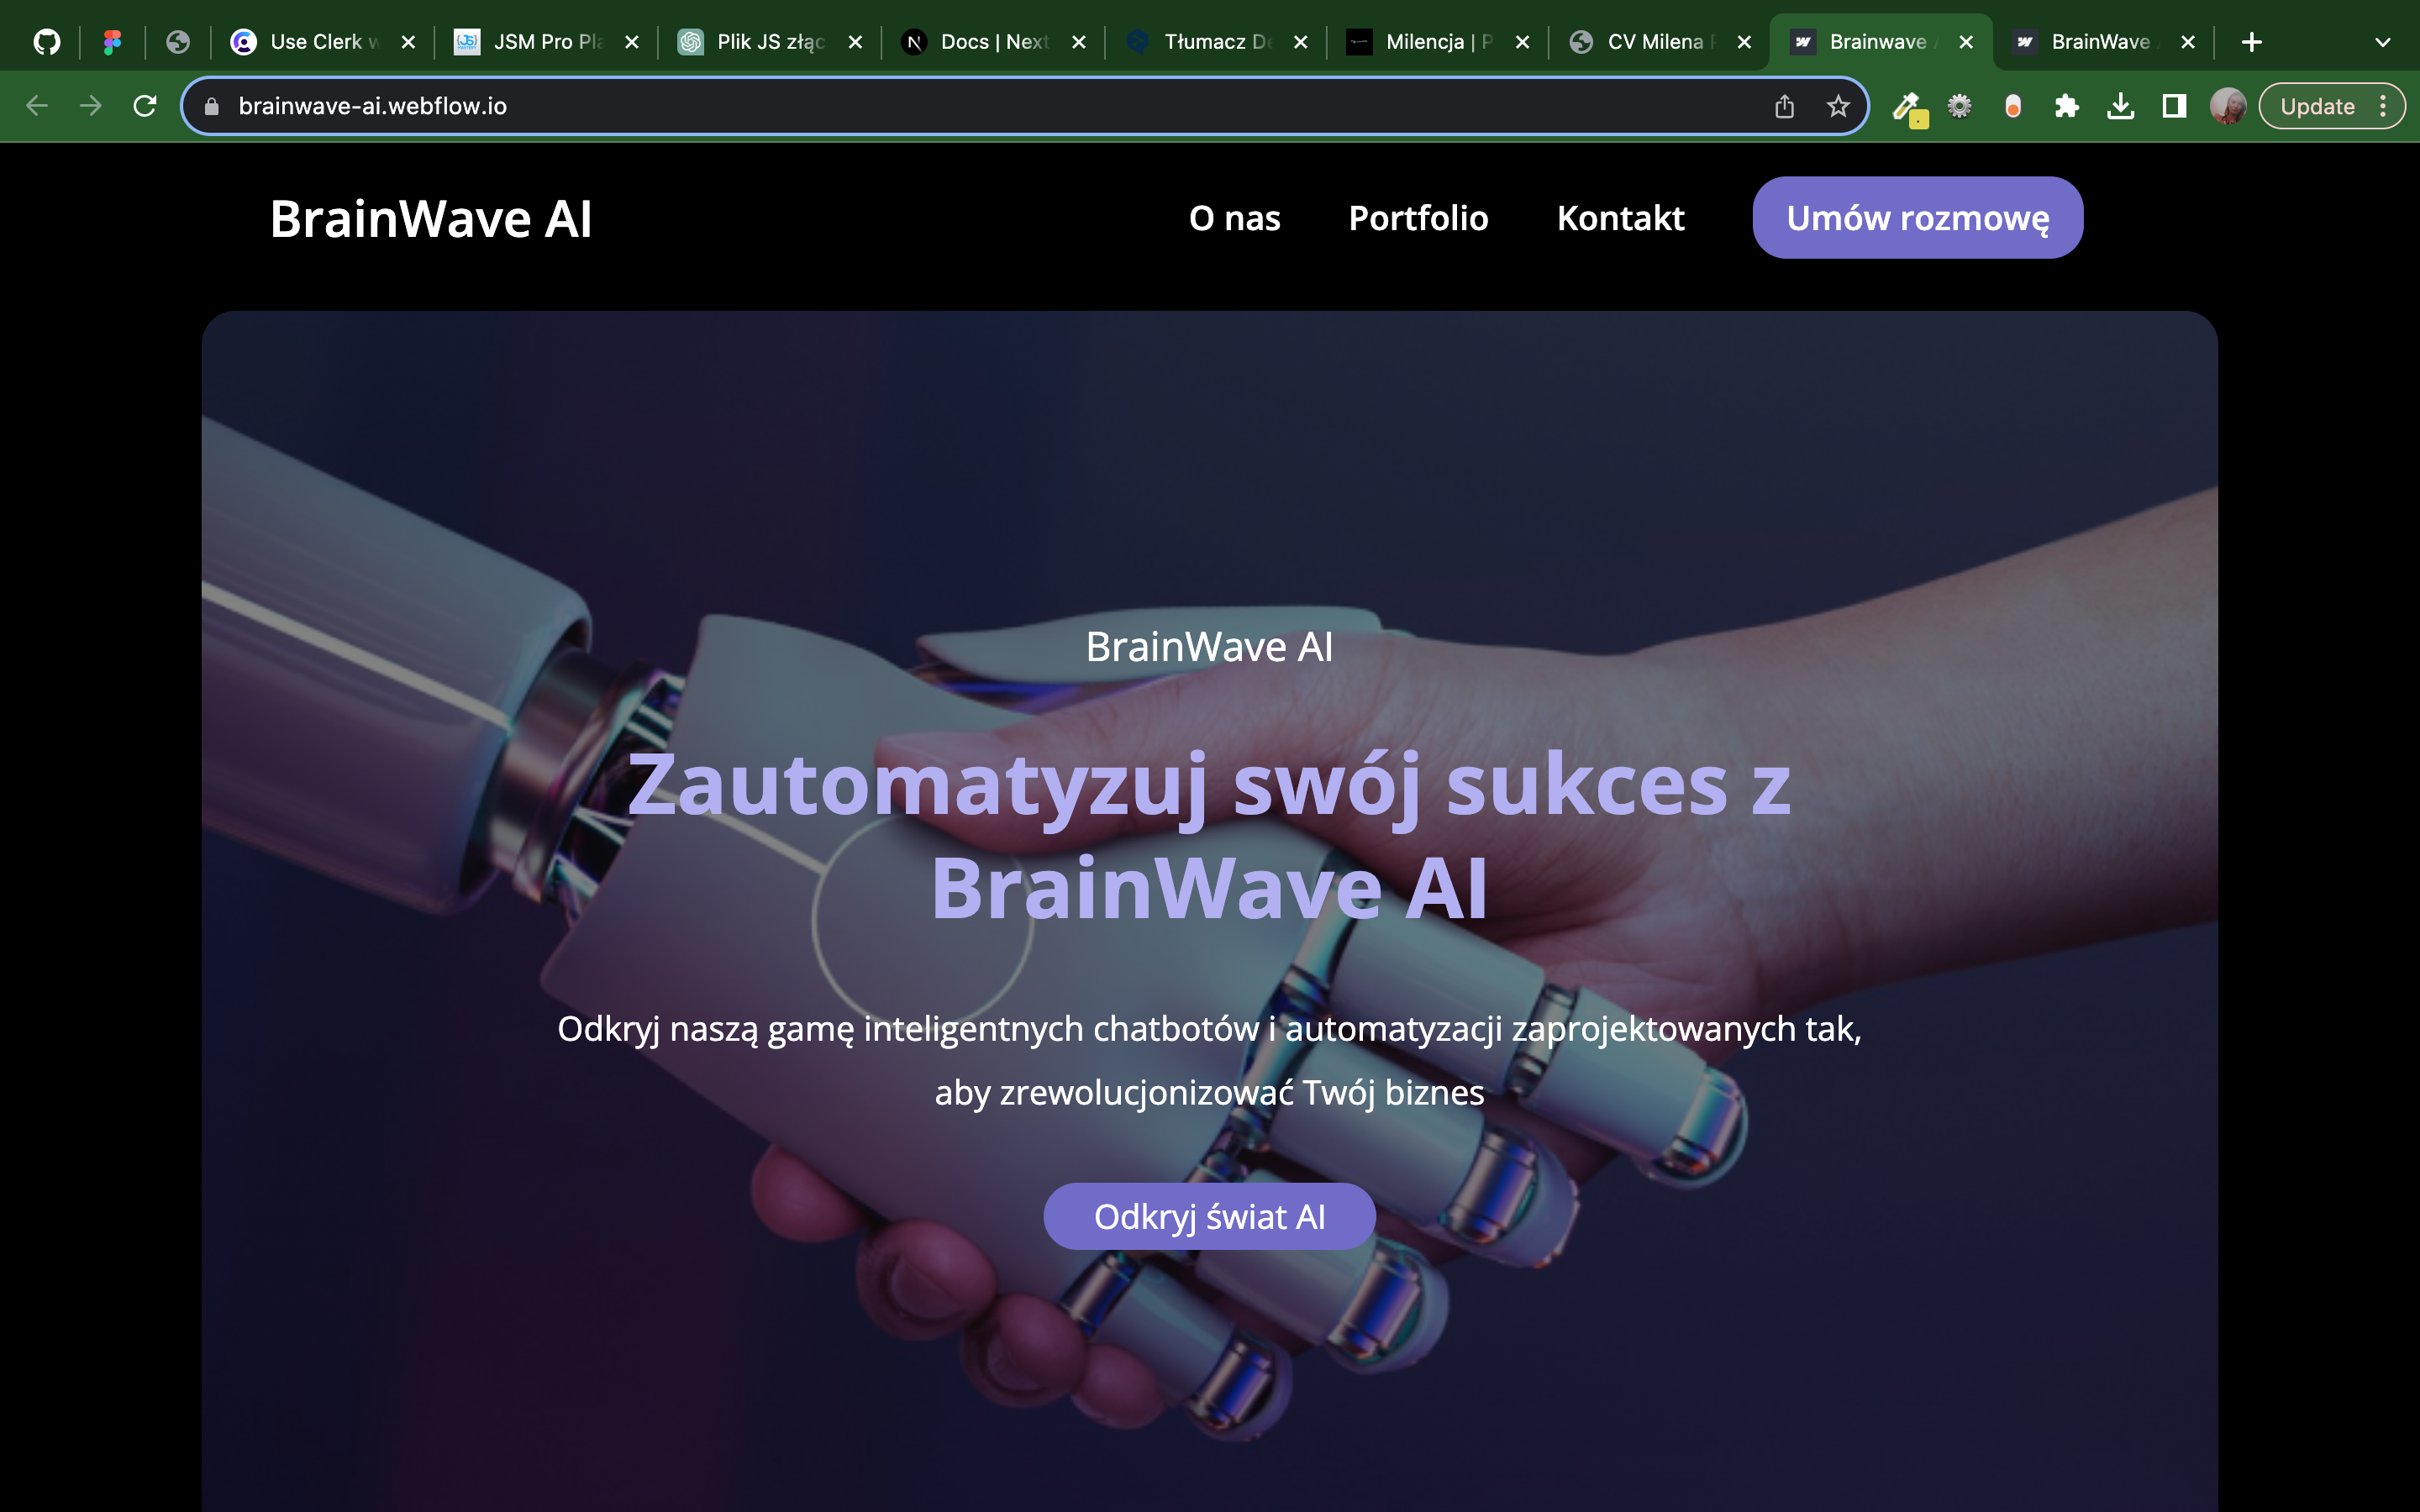 Use Clerk
JSM Pro
Plik JS złąc
Docs | Next
Tłumacz
Milencja |
CV Milena
Brainwave
BrainWave
brainwave-ai.webflow.io
Update
BrainWave AI
O nas
Portfolio
Kontakt
Umów rozmowę
BrainWave AI
Zautomatyzuj swój sukces z
BrainWave AI
Odkryj naszą gamę inteligentnych chatbotów i automatyzacji zaprojektowanych tak,
aby zrewolucjonizować Twój biznes
Odkryj świat AI